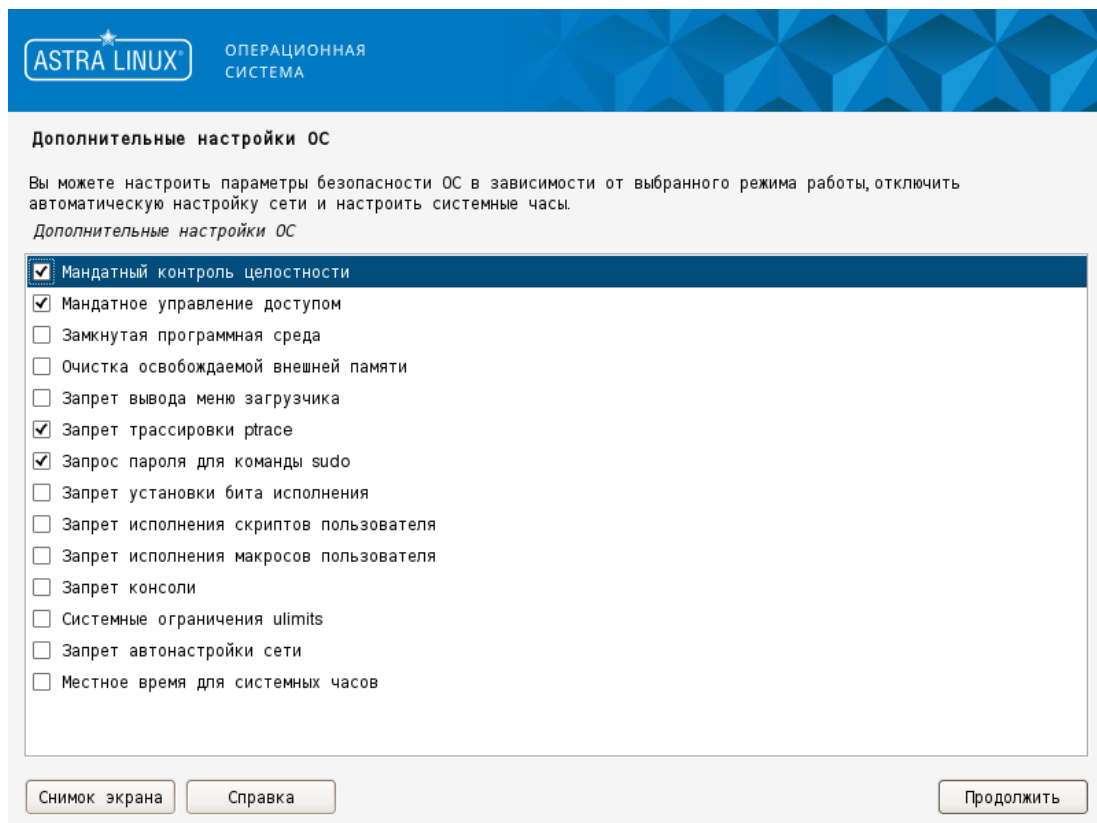 ASTRA LINUX®
ОПЕРАЦИОННАЯ
СИСТЕМА
Дополнительные настройки ОС
Вы можете настроить параметры безопасности ОС в зависимости от выбранного режима работы, отключить
автоматическую настройку сети и настроить системные часы.
Дополнительные настройки ОС
Мандатный контроль целостности
Мандатное управление доступом
Замкнутая программная среда
Очистка освобождаемой внешней памяти
Запрет вывода меню загрузчика
Запрет трассировки ptrace
Запрос пароля для команды sudo
Запрет установки бита исполнения
Запрет исполнения скриптов пользователя
Запрет исполнения макросов пользователя
Запрет консоли
Системные ограничения ulimits
Запрет автонастройки сети
Местное время для системных часов
Снимок экрана
Справка
Продолжить